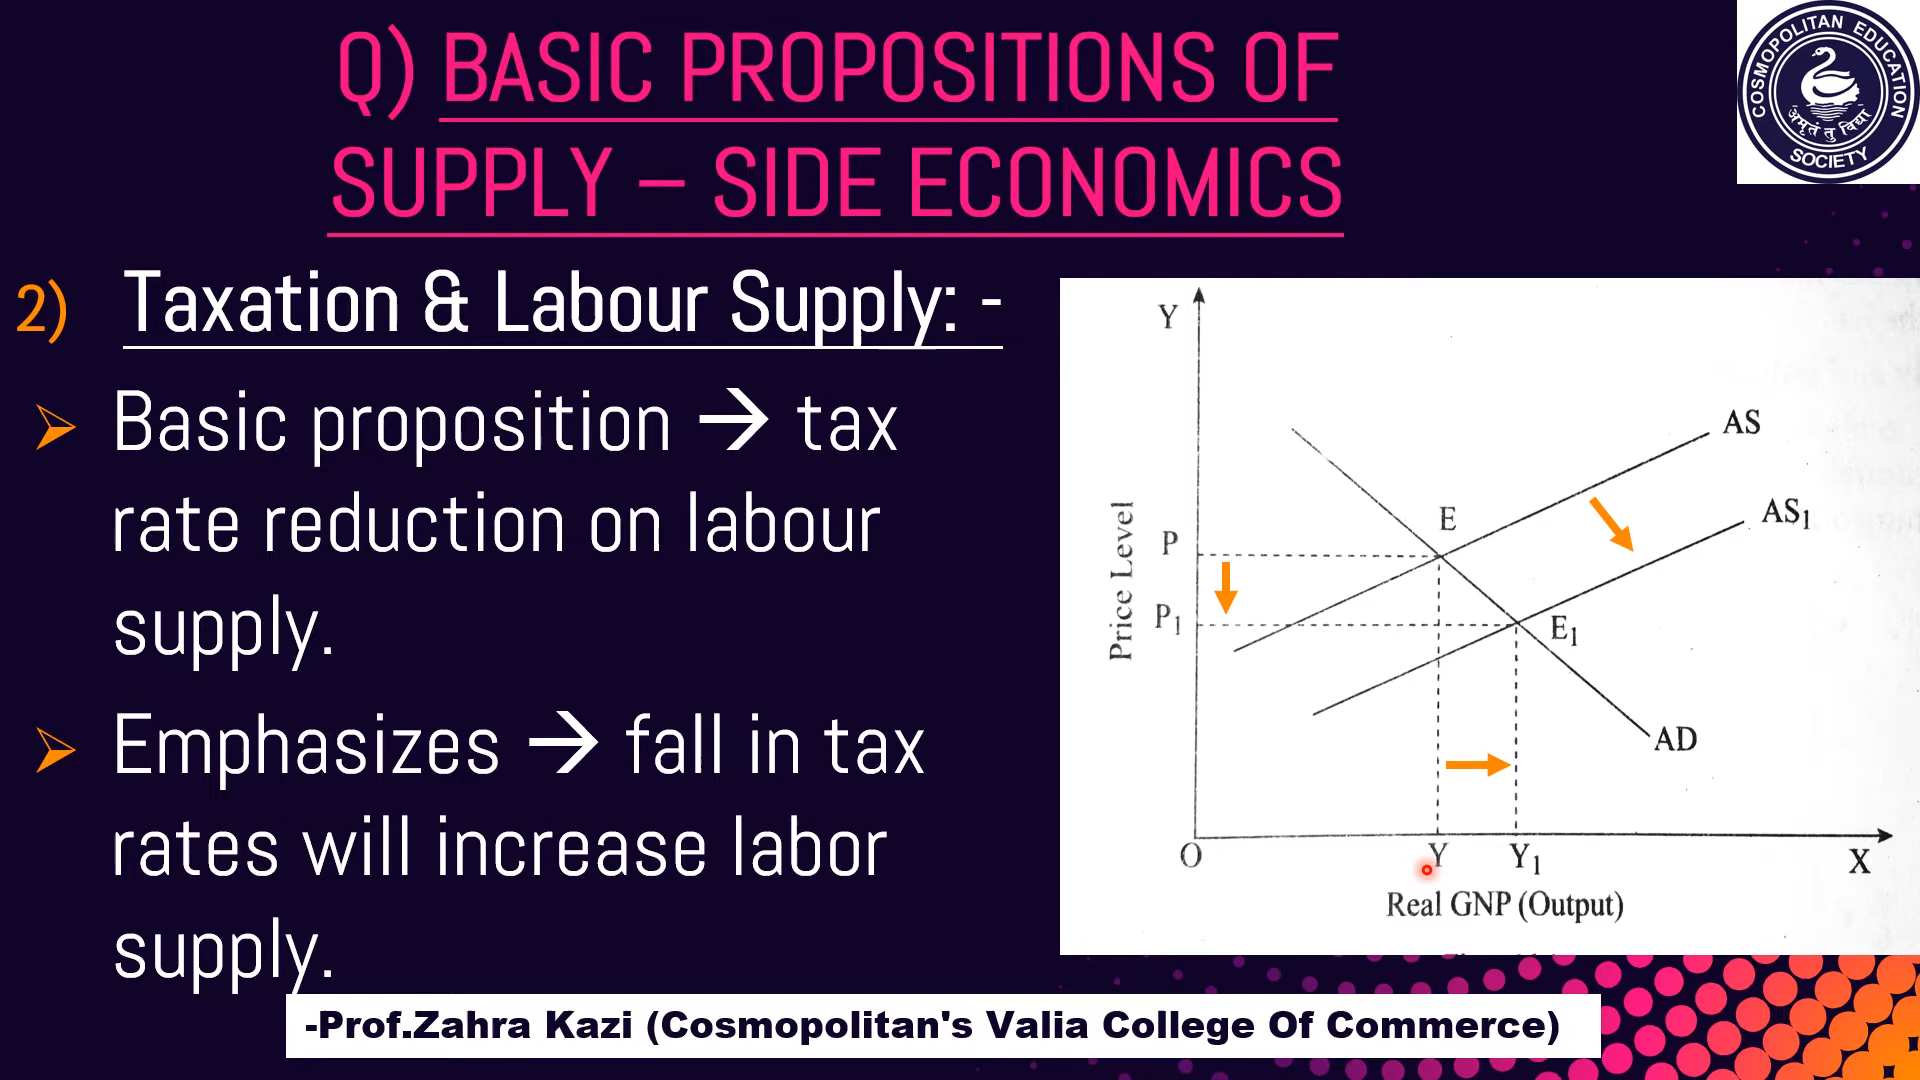 Q) BASIC PROPOSITIONS OF
SUPPLY – SIDE ECONOMICS
COSMOPOLITAN EDUCATION
अमृतं तु विद्या
SOCIETY
2) Taxation & Labour Supply: -
➢ Basic proposition → tax
rate reduction on labour
supply.
➢ Emphasizes → fall in tax
rates will increase labor
supply.
Y
AS
AS1
E
P
Price Level
P1
E1
AD
O
Y
Y1
X
Real GNP (Output)
-Prof.Zahra Kazi (Cosmopolitan's Valia College Of Commerce)